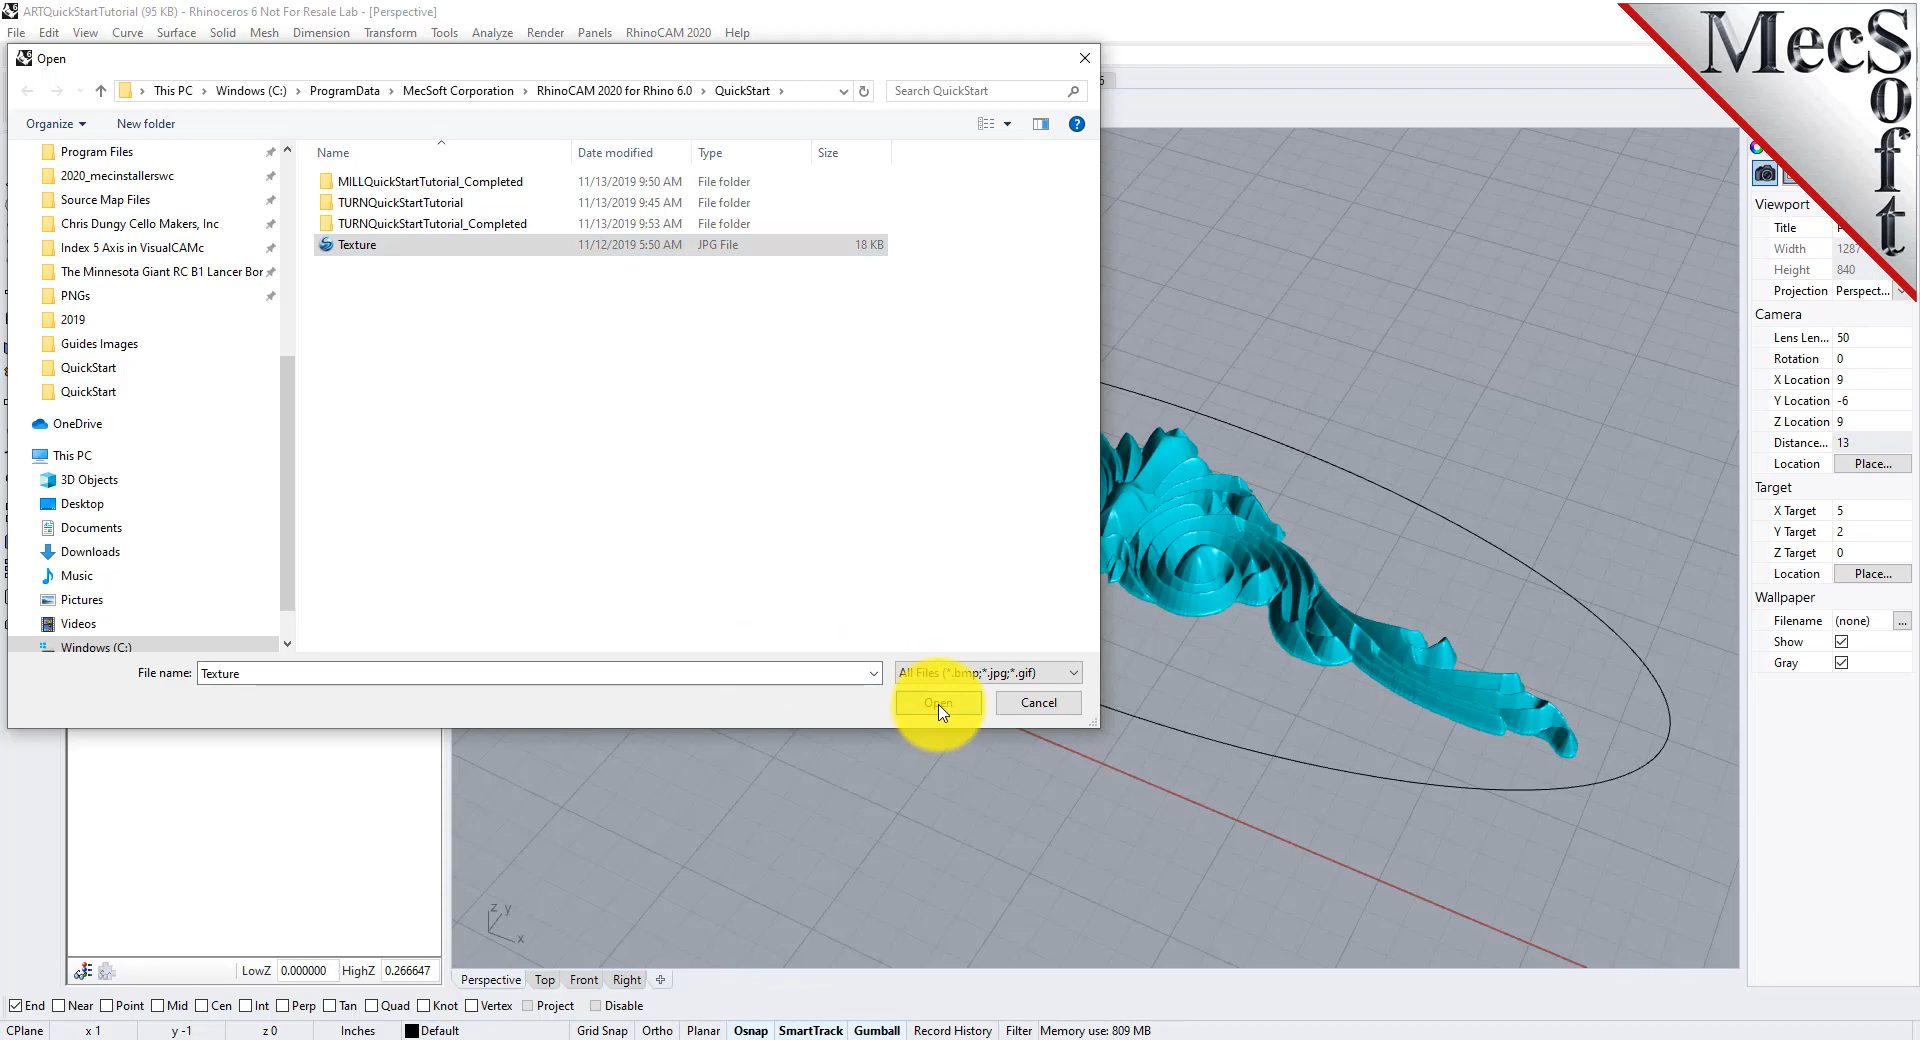 ARTQuickStartTutorial (95 KB) - Rhinoceros 6 Not For Resale Lab - [Perspective]
File Edit View Curve Surface Solid Mesh Dimension Transform Tools Analyze Render Panels RhinoCAM 2020 Help
MecSoft
Open
This PC > Windows (C:) > ProgramData > MecSoft Corporation > RhinoCAM 2020 for Rhino 6.0 > QuickStart >
Search QuickStart
Organize New folder
Name Date modified Type Size
Program Files
2020_mecinstallerswc
Source Map Files
Chris Dungy Cello Makers, Inc
Index 5 Axis in VisualCAMc
The Minnesota Giant RC B1 Lancer Bor
PNGs
2019
Guides Images
QuickStart
QuickStart
OneDrive
This PC
3D Objects
Desktop
Documents
Downloads
Music
Pictures
Videos
Windows (C:)
MILLQuickStartTutorial_Completed 11/13/2019 9:50 AM File folder
TURNQuickStartTutorial 11/13/2019 9:45 AM File folder
TURNQuickStartTutorial_Completed 11/13/2019 9:53 AM File folder
Texture 11/12/2019 5:50 AM JPG File 18 KB
File name: Texture All Files (*.bmp;*.jpg;*.gif)
Open Cancel
Viewport
Title
Width 1287
Height 840
Projection Perspect...
Camera
Lens Len... 50
Rotation 0
X Location 9
Y Location -6
Z Location 9
Distance... 13
Location Place...
Target
X Target 5
Y Target 2
Z Target 0
Location Place...
Wallpaper
Filename (none) ...
Show
Gray
z y
x
LowZ 0.000000 HighZ 0.266647
Perspective Top Front Right
End Near Point Mid Cen Int Perp Tan Quad Knot Vertex Project Disable
CPlane x 1 y -1 z 0 Inches Default Grid Snap Ortho Planar Osnap SmartTrack Gumball Record History Filter Memory use: 809 MB